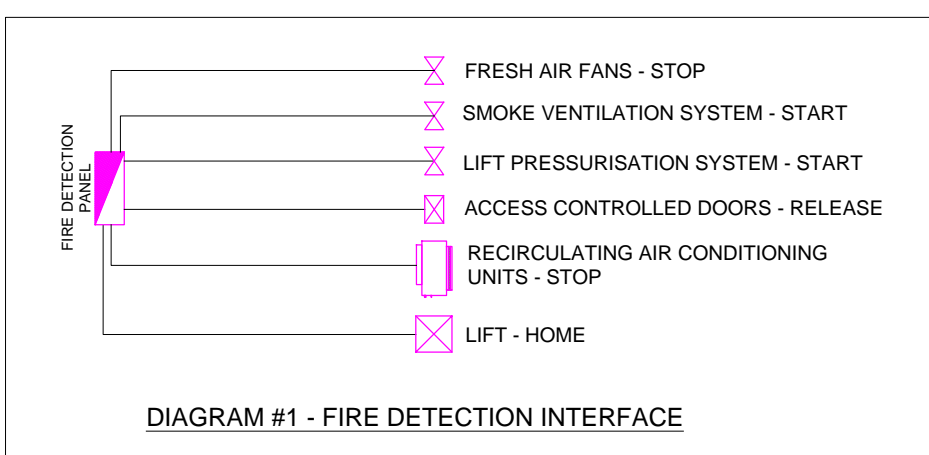 FRESH AIR FANS - STOP
SMOKE VENTILATION SYSTEM - START
LIFT PRESSURISATION SYSTEM - START
FIRE DETECTION
PANEL
ACCESS CONTROLLED DOORS - RELEASE
RECIRCULATING AIR CONDITIONING
UNITS - STOP
LIFT - HOME
DIAGRAM #1 - FIRE DETECTION INTERFACE